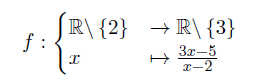 f : { ℝ\ {2} → ℝ\ {3}
x ↦ (3x−5)/(x−2)